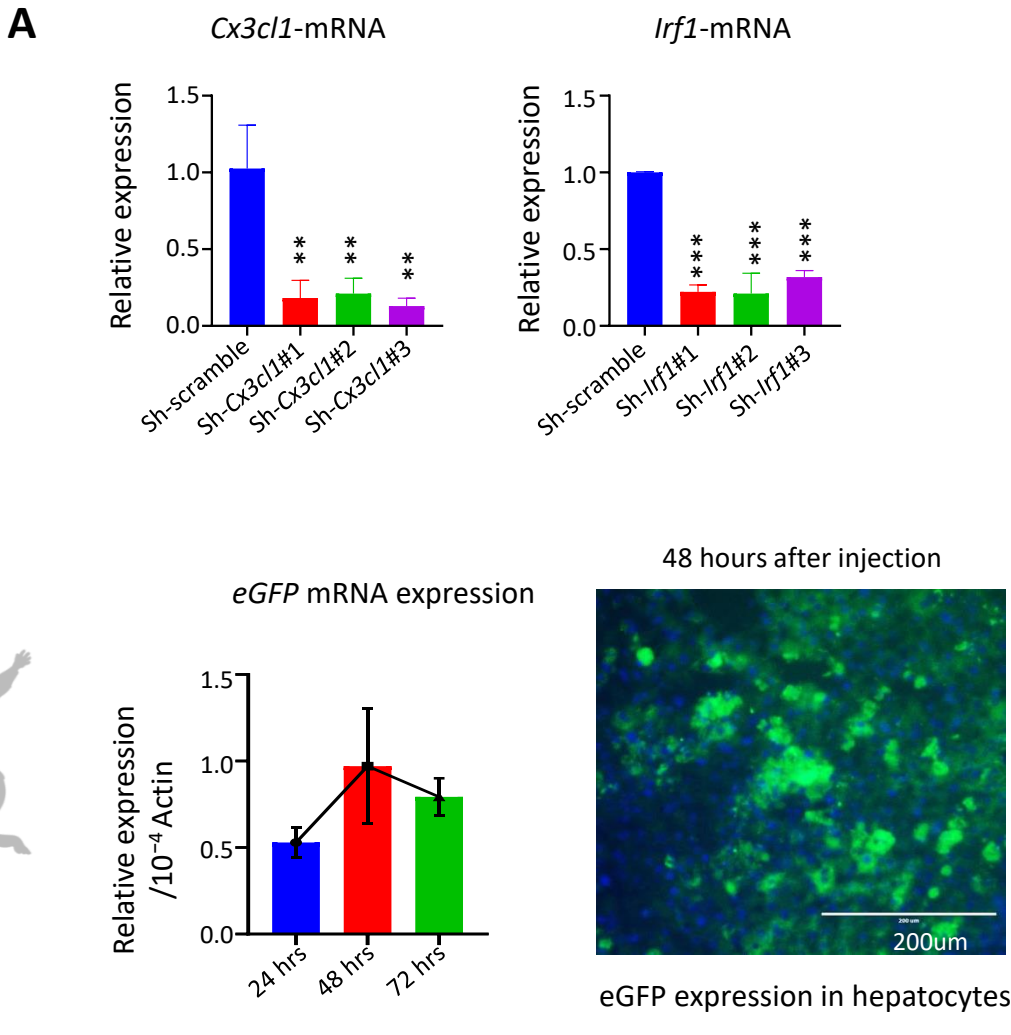 A
Cx3cl1-mRNA
Irf1-mRNA
Relative expression
1.5
1.0
0.5
0.0
**
**
**
Sh-scramble
Sh-Cx3cl1#1
Sh-Cx3cl1#2
Sh-Cx3cl1#3
Relative expression
1.5
1.0
0.5
0.0
***
***
***
Sh-scramble
Sh-Irf1#1
Sh-Irf1#2
Sh-Irf1#3
eGFP mRNA expression
Relative expression
/10⁻⁴ Actin
1.5
1.0
0.5
0.0
24 hrs
48 hrs
72 hrs
48 hours after injection
200 um
200um
eGFP expression in hepatocytes